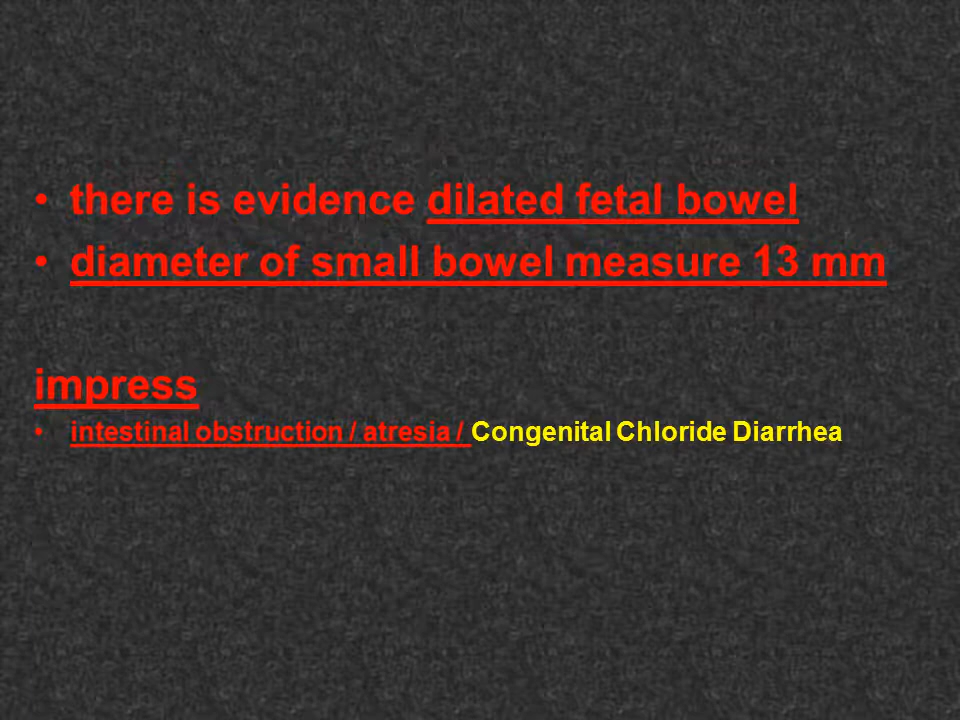 • there is evidence dilated fetal bowel
• diameter of small bowel measure 13 mm
impress
• intestinal obstruction / atresia / Congenital Chloride Diarrhea